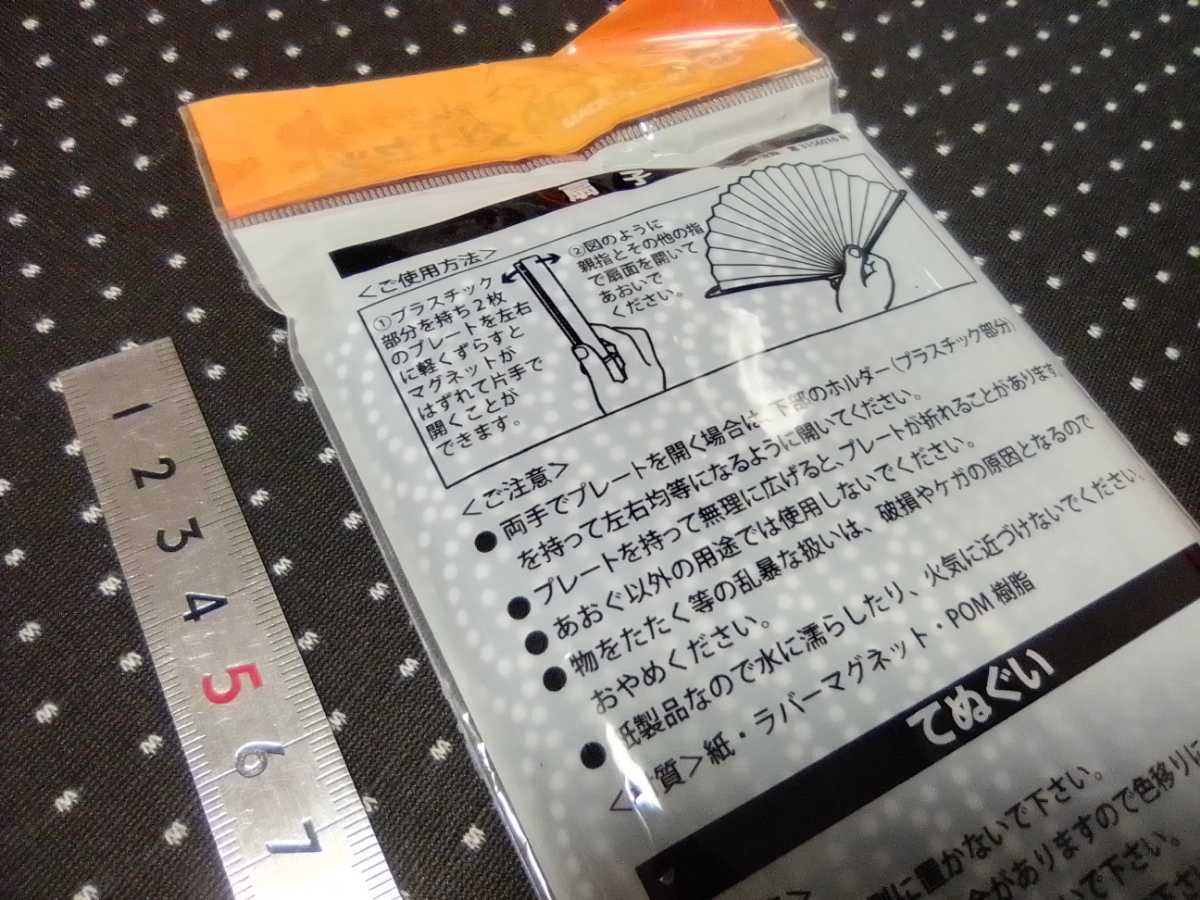 扇 子
＜ご使用方法＞
①プラスチック
部分を持ち2枚
のプレートを左右
に軽くずらすと
マグネットが
はずれて片手で
開くことが
できます。
②図のように
親指とその他の指
で扇面を開いて
あおいで
ください。
＜ご注意＞
●両手でプレートを開く場合は、下部のホルダー（プラスチック部分）
を持って左右均等になるように開いてください。
●プレートを持って無理に広げると、プレートが折れることがあります
●あおぐ以外の用途では使用しないでください。
●物をたたく等の乱暴な扱いは、破損やケガの原因となるので
おやめください。
●紙製品なので水に濡らしたり、火気に近づけないでください
質＞紙・ラバーマグネット・POM樹脂
てぬぐい
に置かないで下さい。
がありますので色移りに
いで下さい。
1
2
3
4
5
6
7